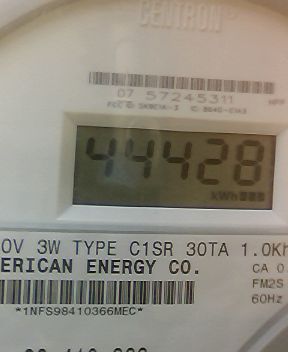 CENTRON
07 57245311
44428
kWh
3W TYPE C1SR 30TA 1.0Kh
ERICAN ENERGY CO.
CA 0.
FM2S
60Hz
*1NFS98410366MEC*